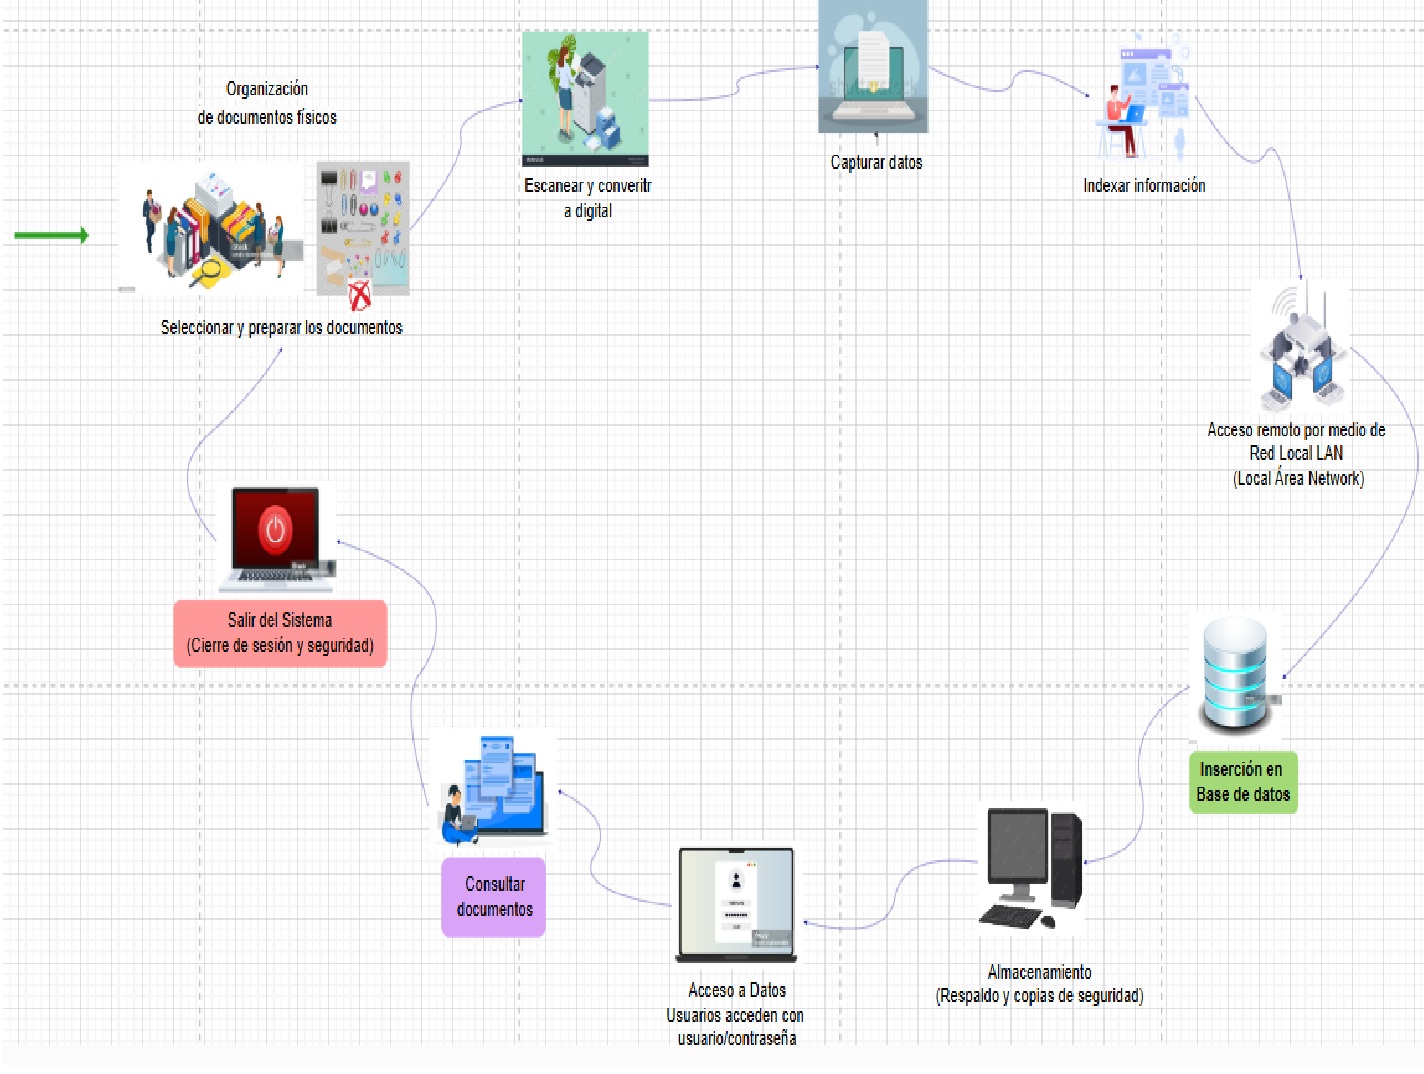 Organización
de documentos físicos
Seleccionar y preparar los documentos
Escanear y converitr
a digital
Capturar datos
Indexar información
Acceso remoto por medio de
Red Local LAN
(Local Área Network)
Inserción en
Base de datos
Almacenamiento
(Respaldo y copias de seguridad)
Acceso a Datos
Usuarios acceden con
usuario/contraseña
Consultar
documentos
Salir del Sistema
(Cierre de sesión y seguridad)